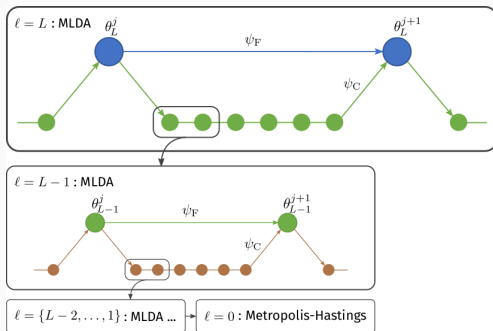 ℓ = L : MLDA
θ_L^j
ψ_F
θ_L^{j+1}
ψ_C
ℓ = L − 1 : MLDA
θ_{L−1}^j
ψ_F
θ_{L−1}^{j+1}
ψ_C
ℓ = {L − 2, ..., 1} : MLDA ...
ℓ = 0 : Metropolis-Hastings